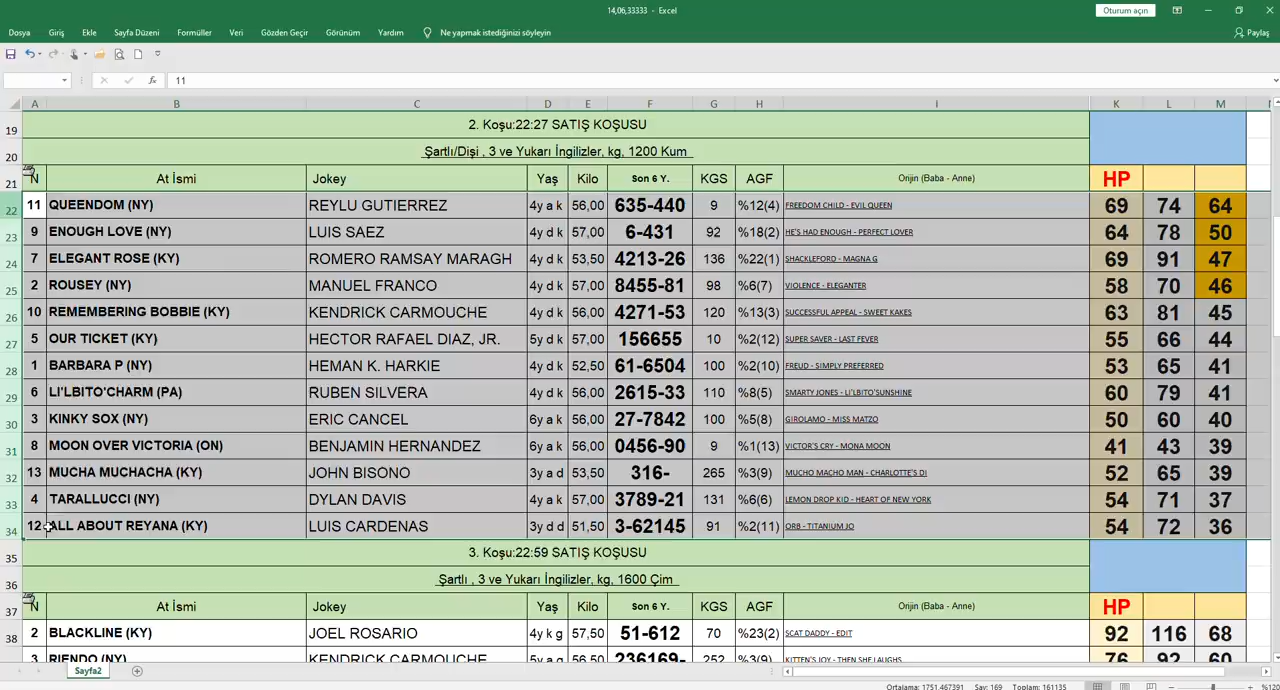 14,06,33333 - Excel
Oturum açın
Dosya Giriş Ekle Sayfa Düzeni Formüller Veri Gözden Geçir Görünüm Yardım Ne yapmak istediğinizi söyleyin Paylaş
fx 11
A B C D E F G H I K L M
19 2. Koşu:22:27 SATIŞ KOŞUSU
20 Şartlı/Dişi , 3 ve Yukarı İngilizler, kg, 1200 Kum
21 N At İsmi Jokey Yaş Kilo Son 6 Y. KGS AGF Orijin (Baba - Anne) HP
22 11 QUEENDOM (NY) REYLU GUTIERREZ 4y a k 56,00 635-440 9 %12(4) FREEDOM CHILD - EVIL QUEEN 69 74 64
23 9 ENOUGH LOVE (NY) LUIS SAEZ 4y d k 57,00 6-431 92 %18(2) HE'S HAD ENOUGH - PERFECT LOVER 64 78 50
24 7 ELEGANT ROSE (KY) ROMERO RAMSAY MARAGH 4y d k 53,50 4213-26 136 %22(1) SHACKLEFORD - MAGNA G 69 91 47
25 2 ROUSEY (NY) MANUEL FRANCO 4y d k 57,00 8455-81 98 %6(7) VIOLENCE - ELEGANTER 58 70 46
26 10 REMEMBERING BOBBIE (KY) KENDRICK CARMOUCHE 4y d k 56,00 4271-53 120 %13(3) SUCCESSFUL APPEAL - SWEET KAKES 63 81 45
27 5 OUR TICKET (KY) HECTOR RAFAEL DIAZ, JR. 5y d k 57,00 156655 10 %2(12) SUPER SAVER - LAST FEVER 55 66 44
28 1 BARBARA P (NY) HEMAN K. HARKIE 4y d k 52,50 61-6504 100 %2(10) FREUD - SIMPLY PREFERRED 53 65 41
29 6 LI'LBITO'CHARM (PA) RUBEN SILVERA 4y d k 56,00 2615-33 110 %8(5) SMARTY JONES - LI'LBITO'SUNSHINE 60 79 41
30 3 KINKY SOX (NY) ERIC CANCEL 6y a k 56,00 27-7842 100 %5(8) GIROLAMO - MISS MATZO 50 60 40
31 8 MOON OVER VICTORIA (ON) BENJAMIN HERNANDEZ 6y a k 56,00 0456-90 9 %1(13) VICTOR'S CRY - MONA MOON 41 43 39
32 13 MUCHA MUCHACHA (KY) JOHN BISONO 3y a d 53,50 316- 265 %3(9) MUCHO MACHO MAN - CHARLOTTE'S DI 52 65 39
33 4 TARALLUCCI (NY) DYLAN DAVIS 4y a k 57,00 3789-21 131 %6(6) LEMON DROP KID - HEART OF NEW YORK 54 71 37
34 12 ALL ABOUT REYANA (KY) LUIS CARDENAS 3y d d 51,50 3-62145 91 %2(11) ORB - TITANIUM JO 54 72 36
35 3. Koşu:22:59 SATIŞ KOŞUSU
36 Şartlı , 3 ve Yukarı İngilizler, kg, 1600 Çim
37 N At İsmi Jokey Yaş Kilo Son 6 Y. KGS AGF Orijin (Baba - Anne) HP
38 2 BLACKLINE (KY) JOEL ROSARIO 4y k g 57,50 51-612 70 %23(2) SCAT DADDY - EDIT 92 116 68
3 RIENDO (NY) KENDRICK CARMOUCHE 5y a g 56,50 236169- 252 %3(9) KITTEN'S JOY - THEN SHE LAUGHS 76 92 60
Sayfa2
Ortalama: 1751,467391 Say: 169 Toplam: 161135 %120